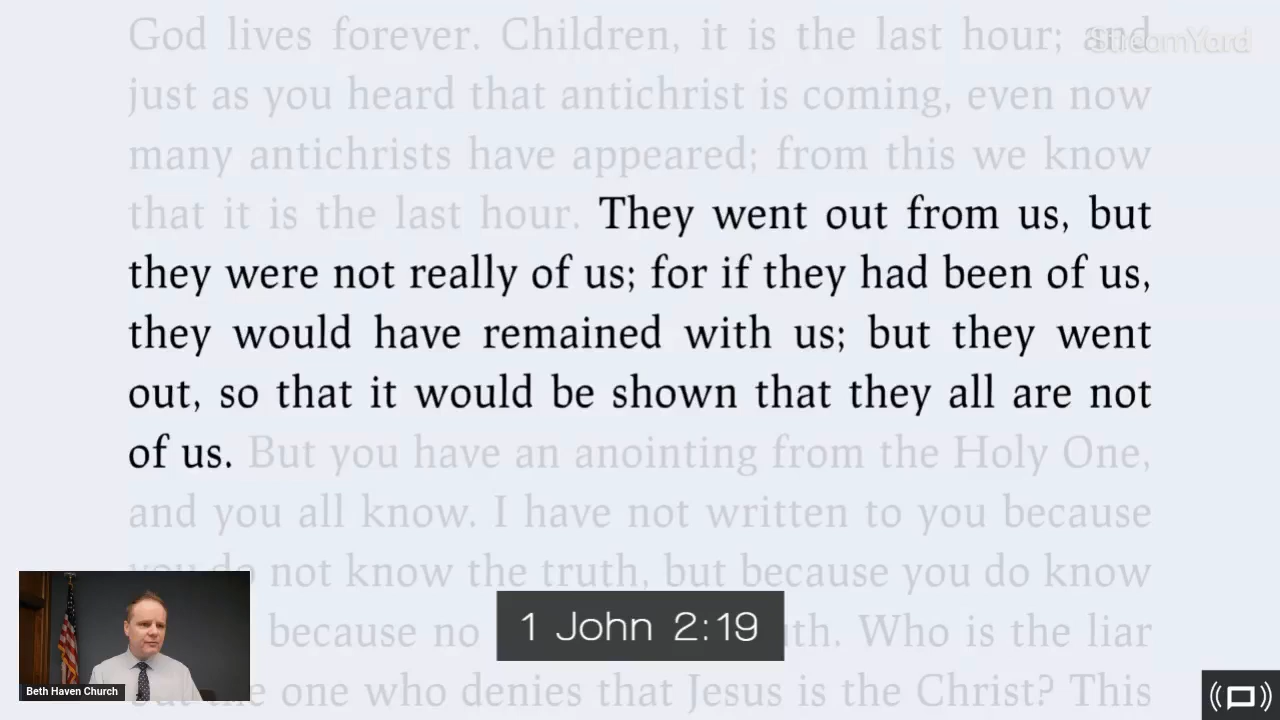 God lives forever. Children, it is the last hour; and
StreamYard
just as you heard that antichrist is coming, even now
many antichrists have appeared; from this we know
that it is the last hour. They went out from us, but
they were not really of us; for if they had been of us,
they would have remained with us; but they went
out, so that it would be shown that they all are not
of us. But you have an anointing from the Holy One,
and you all know. I have not written to you because
you do not know the truth, but because you do know
because no
1 John 2:19
Who is the liar
one who denies that Jesus is the Christ? This
Beth Haven Church